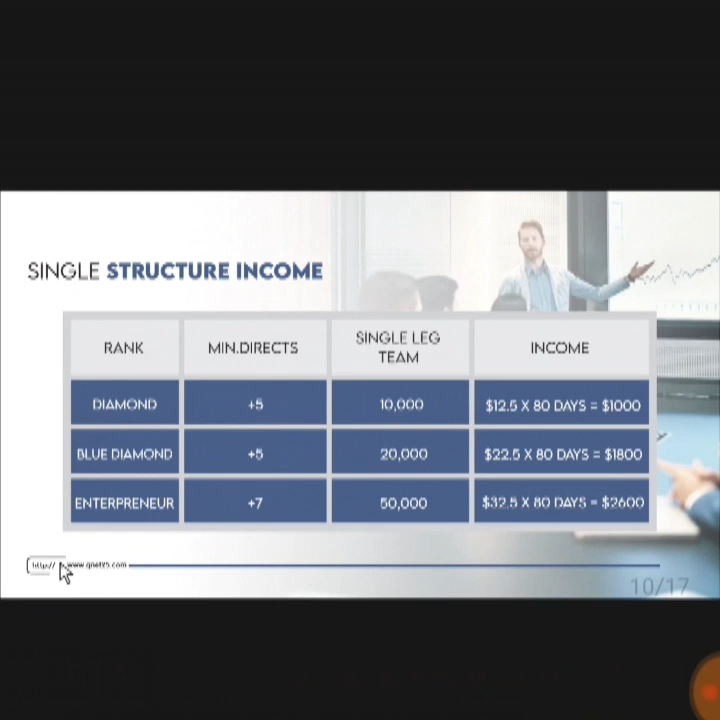 SINGLE STRUCTURE INCOME
RANK MIN.DIRECTS SINGLE LEG TEAM INCOME
DIAMOND +5 10,000 $12.5 X 80 DAYS = $1000
BLUE DIAMOND +5 20,000 $22.5 X 80 DAYS = $1800
ENTERPRENEUR +7 50,000 $32.5 X 80 DAYS = $2600
http://
10/17